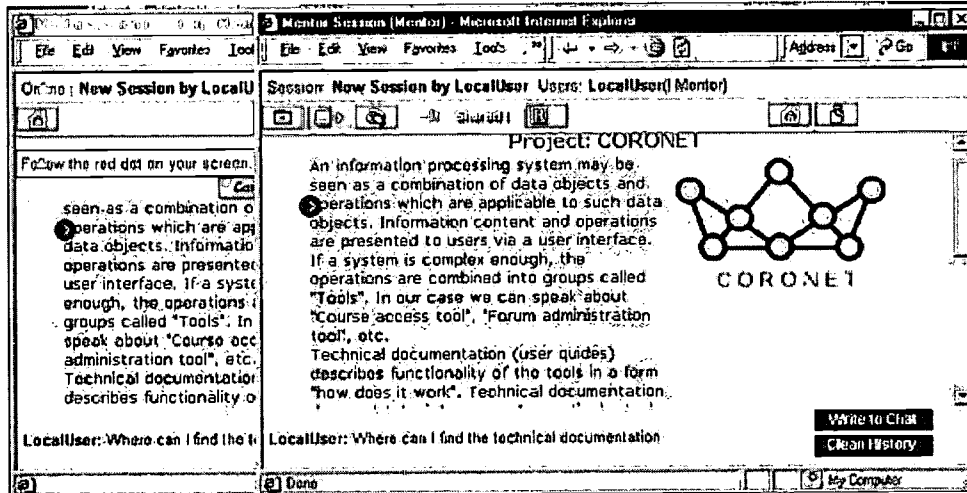 Mentor Session (Mentor) - Microsoft Internet Explorer
File Edit View Favorites Tool
File Edit View Favorites Tools » Address Go
New Session by LocalU
Session: New Session by LocalUser Users: LocalUser(I Mentor)
Follow the red dot on your screen.
seen as a combination o
operations which are app
data objects. Informatio
operations are presented
user interface. If a syste
enough, the operations
groups called "Tools". In
speak about "Course acc
administration tool", etc.
Technical documentation
describes functionality o
LocalUser: Where can I find the t
Project: CORONET
An information processing system may be
seen as a combination of data objects and
operations which are applicable to such data
objects. Information content and operations
are presented to users via a user interface.
If a system is complex enough, the
operations are combined into groups called
"Tools". In our case we can speak about
"Course access tool", "Forum administration
tool", etc.
Technical documentation (user guides)
describes functionality of the tools in a form
"how does it work". Technical documentation
CORONET
LocalUser: Where can I find the technical documentation
Write to Chat
Clean History
Done My Computer